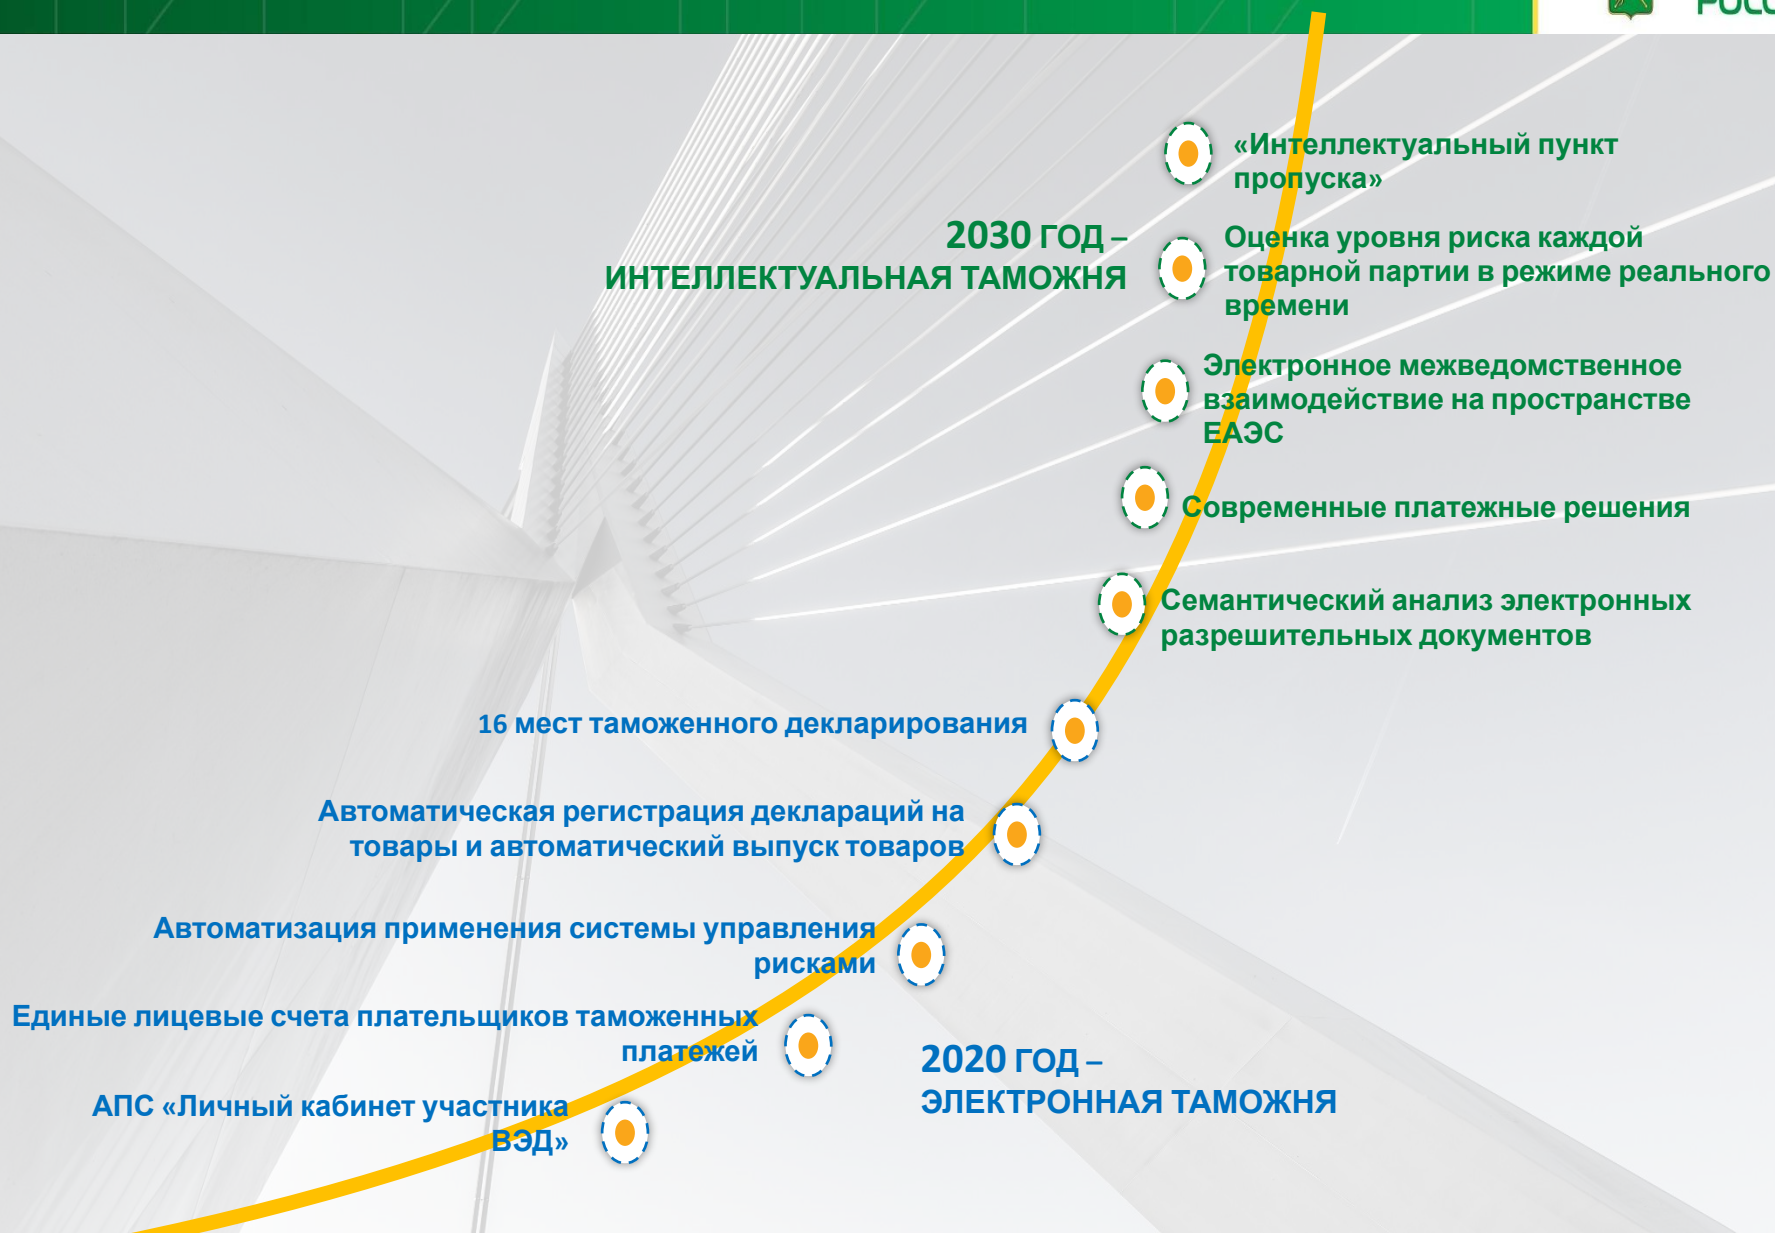 «Интеллектуальный пункт
пропуска»
2030 ГОД –
ИНТЕЛЛЕКТУАЛЬНАЯ ТАМОЖНЯ
Оценка уровня риска каждой
товарной партии в режиме реального
времени
Электронное межведомственное
взаимодействие на пространстве
ЕАЭС
Современные платежные решения
Семантический анализ электронных
разрешительных документов
16 мест таможенного декларирования
Автоматическая регистрация деклараций на
товары и автоматический выпуск товаров
Автоматизация применения системы управления
рисками
Единые лицевые счета плательщиков таможенных
платежей
2020 ГОД –
ЭЛЕКТРОННАЯ ТАМОЖНЯ
АПС «Личный кабинет участника
ВЭД»